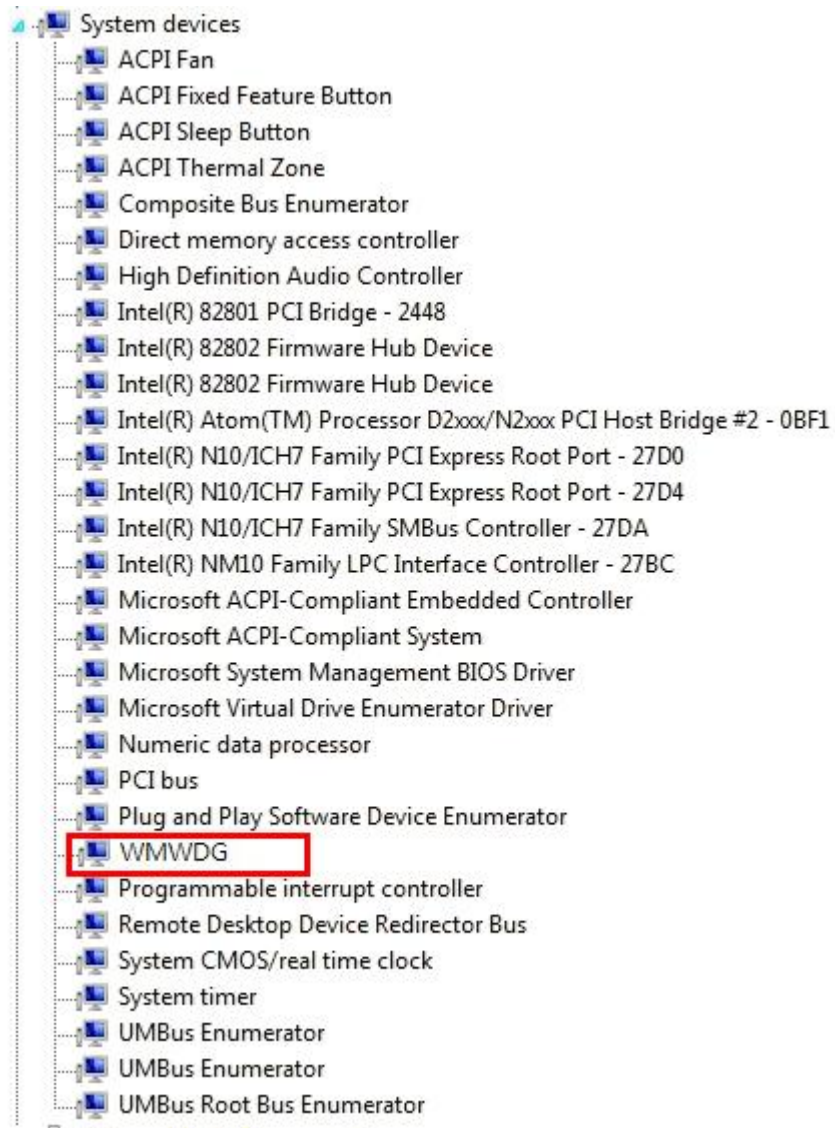 System devices
ACPI Fan
ACPI Fixed Feature Button
ACPI Sleep Button
ACPI Thermal Zone
Composite Bus Enumerator
Direct memory access controller
High Definition Audio Controller
Intel(R) 82801 PCI Bridge - 2448
Intel(R) 82802 Firmware Hub Device
Intel(R) 82802 Firmware Hub Device
Intel(R) Atom(TM) Processor D2xxx/N2xxx PCI Host Bridge #2 - 0BF1
Intel(R) N10/ICH7 Family PCI Express Root Port - 27D0
Intel(R) N10/ICH7 Family PCI Express Root Port - 27D4
Intel(R) N10/ICH7 Family SMBus Controller - 27DA
Intel(R) NM10 Family LPC Interface Controller - 27BC
Microsoft ACPI-Compliant Embedded Controller
Microsoft ACPI-Compliant System
Microsoft System Management BIOS Driver
Microsoft Virtual Drive Enumerator Driver
Numeric data processor
PCI bus
Plug and Play Software Device Enumerator
WMWDG
Programmable interrupt controller
Remote Desktop Device Redirector Bus
System CMOS/real time clock
System timer
UMBus Enumerator
UMBus Enumerator
UMBus Root Bus Enumerator